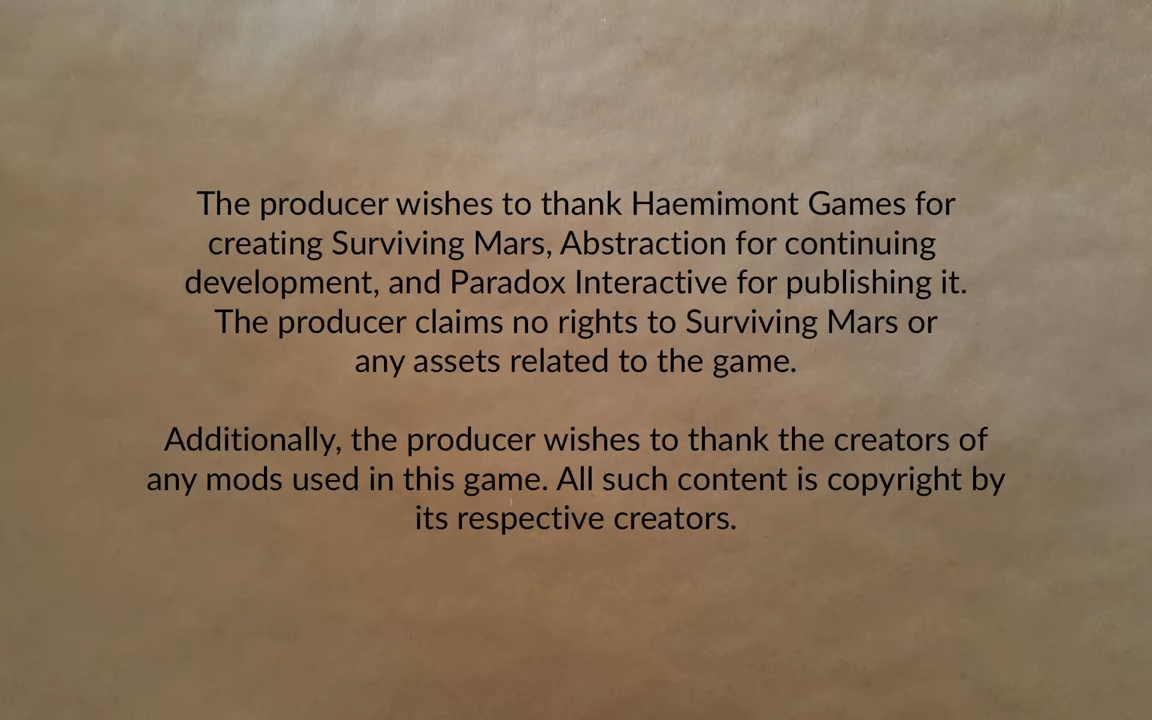 The producer wishes to thank Haemimont Games for
creating Surviving Mars, Abstraction for continuing
development, and Paradox Interactive for publishing it.
The producer claims no rights to Surviving Mars or
any assets related to the game.
Additionally, the producer wishes to thank the creators of
any mods used in this game. All such content is copyright by
its respective creators.